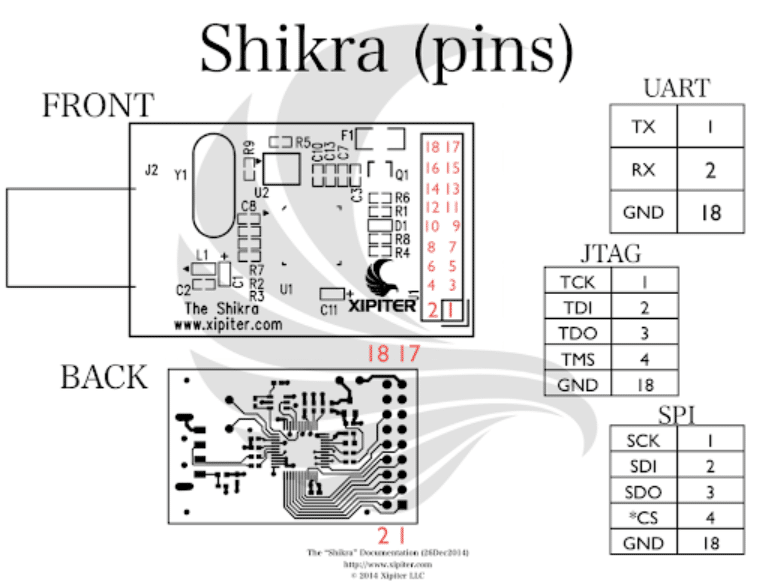 Shikra (pins)
FRONT
J2
Y1
R9
R5
U2
C10
C13
C7
C3
F1
Q1
R6
R1
D1
R8
R4
C8
L1
+
C1
C2
R7
R2
R3
U1
C11
+
XIPITER
J1
The Shikra
www.xipiter.com
18 17
16 15
14 13
12 11
10 9
8 7
6 5
4 3
2 1
UART
TX 1
RX 2
GND 18
JTAG
TCK 1
TDI 2
TDO 3
TMS 4
GND 18
SPI
SCK 1
SDI 2
SDO 3
*CS 4
GND 18
18 17
BACK
2 1
The "Shikra" Documentation (26Dec2014)
http://www.xipiter.com
© 2014 Xipiter LLC